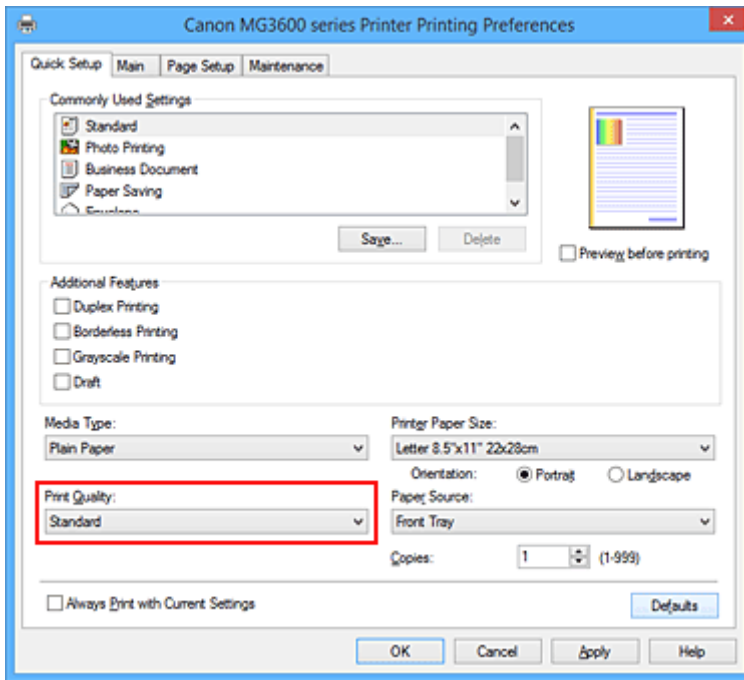 Canon MG3600 series Printer Printing Preferences
Quick Setup Main Page Setup Maintenance
Commonly Used Settings
Standard
Photo Printing
Business Document
Paper Saving
Envelope
Save... Delete
Preview before printing
Additional Features
Duplex Printing
Borderless Printing
Grayscale Printing
Draft
Media Type:
Plain Paper
Printer Paper Size:
Letter 8.5"x11" 22x28cm
Orientation: Portrait Landscape
Print Quality:
Standard
Paper Source:
Front Tray
Copies: 1 (1-999)
Always Print with Current Settings
Defaults
OK Cancel Apply Help